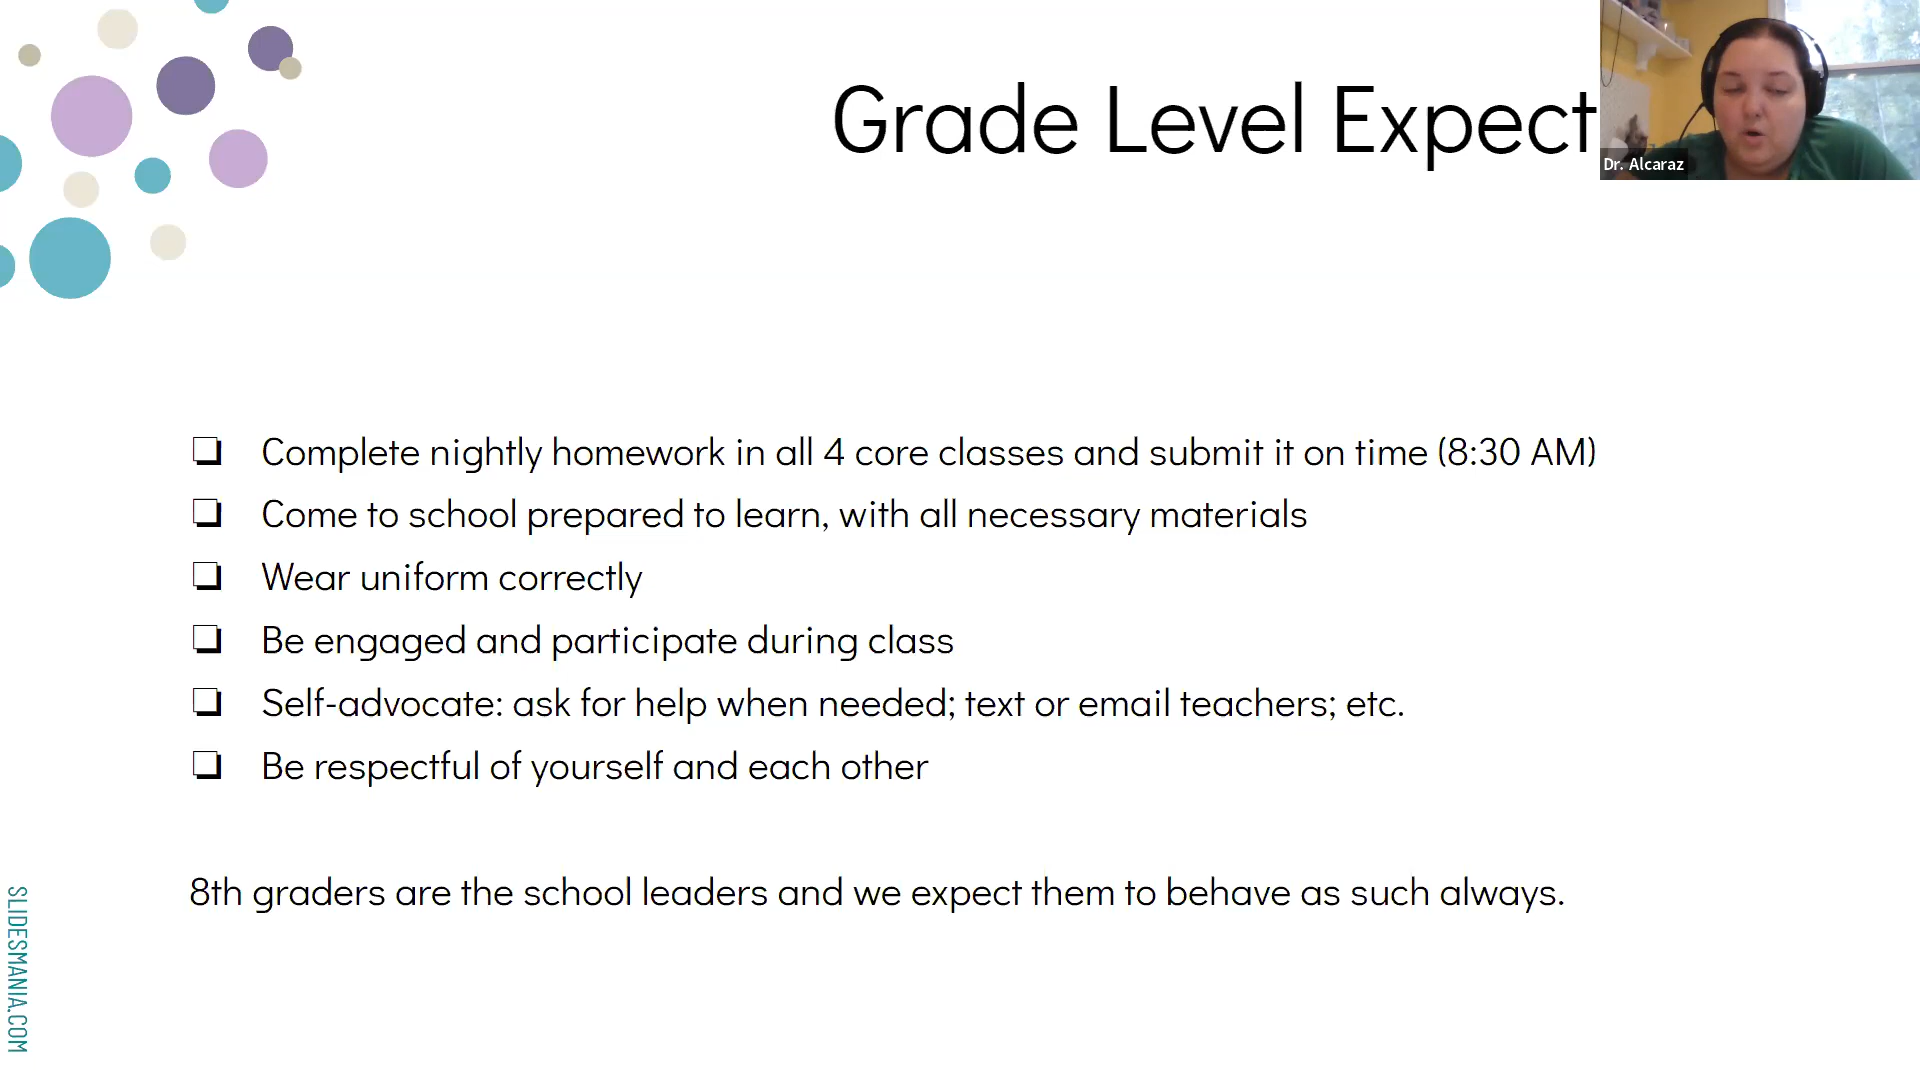 Grade Level Expect
Dr. Alcaraz
❏ Complete nightly homework in all 4 core classes and submit it on time (8:30 AM)
❏ Come to school prepared to learn, with all necessary materials
❏ Wear uniform correctly
❏ Be engaged and participate during class
❏ Self-advocate: ask for help when needed; text or email teachers; etc.
❏ Be respectful of yourself and each other
8th graders are the school leaders and we expect them to behave as such always.
SLIDESMANIA.COM